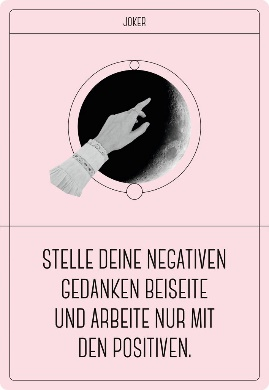 JOKER
STELLE DEINE NEGATIVEN
GEDANKEN BEISEITE
UND ARBEITE NUR MIT
DEN POSITIVEN.